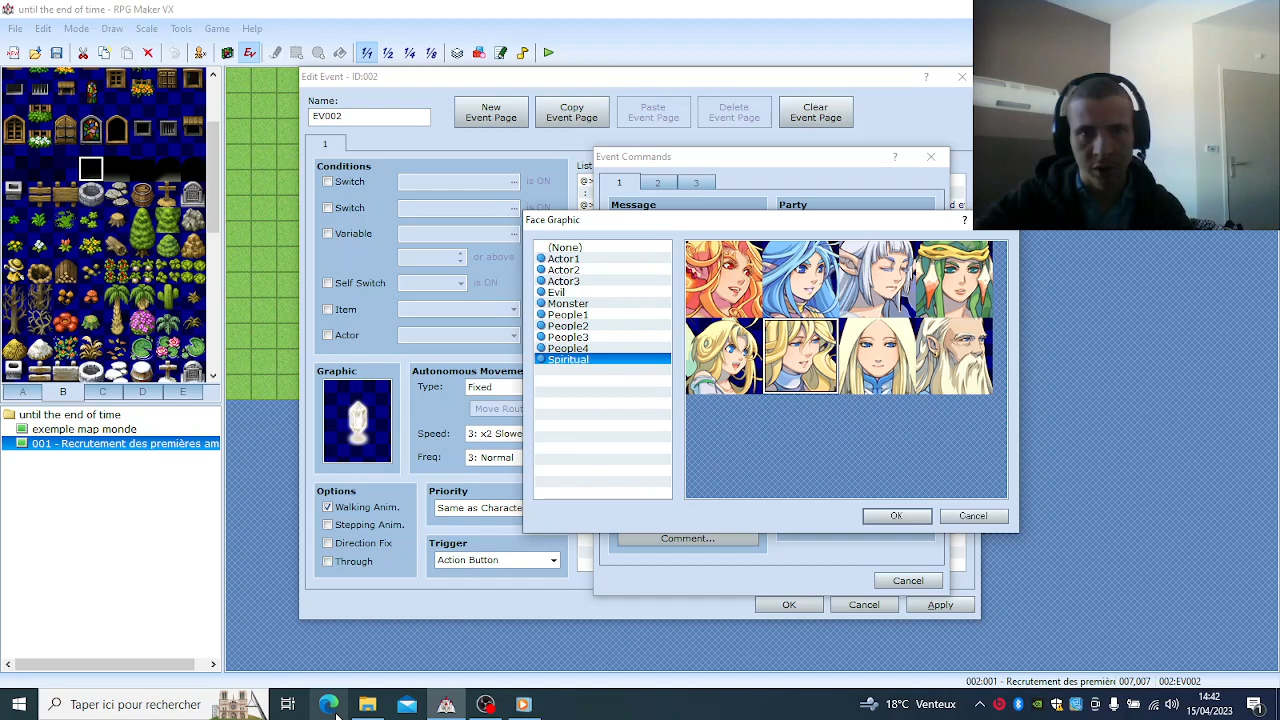 until the end of time - RPG Maker VX
File Edit Mode Draw Scale Tools Game Help
Edit Event - ID:002
Name:
EV002
New Event Page
Copy Event Page
Paste Event Page
Delete Event Page
Clear Event Page
1
Conditions
Switch ... is ON
Switch ...
Variable ...
or above
Self Switch is ON
Item
Actor
Graphic
Autonomous Moveme
Type: Fixed
Move Rout
Speed: 3: x2 Slowe
Freq: 3: Normal
Options
Walking Anim.
Stepping Anim.
Direction Fix
Through
Priority
Same as Characte
Trigger
Action Button
List
@>
:
@>
@>
Event Commands
1 2 3
Message Party
Face Graphic
(None)
Actor1
Actor2
Actor3
Evil
Monster
People1
People2
People3
People4
Spiritual
OK Cancel
Comment...
Cancel
OK Cancel Apply
A B C D E
until the end of time
exemple map monde
001 - Recrutement des premières am
002:001 - Recrutement des première 007,007 002:EV002
Taper ici pour rechercher
18°C Venteux
14:42
15/04/2023